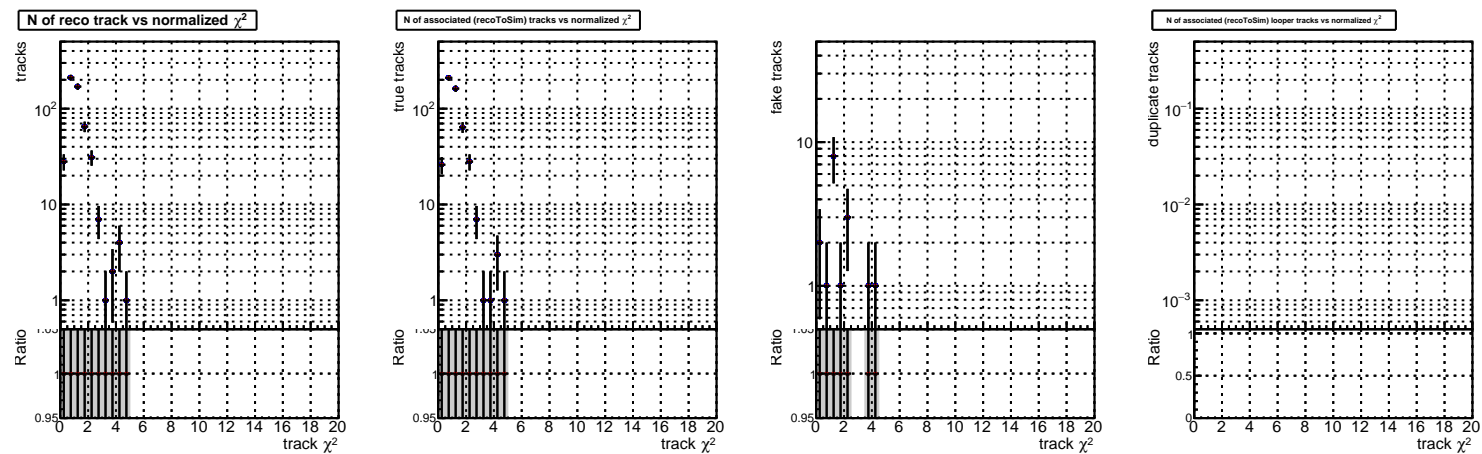 N of reco track vs normalized χ²
tracks
10²
10
1
Ratio
1.05
1
0.95
0 2 4 6 8 10 12 14 16 18 20
track χ²
N of associated (recoToSim) tracks vs normalized χ²
true tracks
10²
10
1
Ratio
1.05
1
0.95
0 2 4 6 8 10 12 14 16 18 20
track χ²
fake tracks
10
1
Ratio
1.05
1
0.95
0 2 4 6 8 10 12 14 16 18 20
track χ²
N of associated (recoToSim) looper tracks vs normalized χ²
duplicate tracks
10⁻¹
10⁻²
10⁻³
Ratio
1
0.5
0
0 2 4 6 8 10 12 14 16 18 20
track χ²